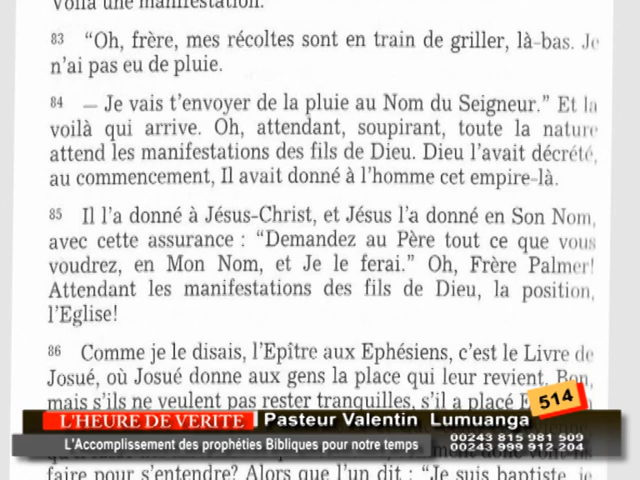 Voilà une manifestation.
83 “Oh, frère, mes récoltes sont en train de griller, là-bas. Je
n'ai pas eu de pluie.
84 — Je vais t'envoyer de la pluie au Nom du Seigneur.” Et la
voilà qui arrive. Oh, attendant, soupirant, toute la nature
attend les manifestations des fils de Dieu. Dieu l'avait décrété,
au commencement, Il avait donné à l'homme cet empire-là.
85 Il l'a donné à Jésus-Christ, et Jésus l'a donné en Son Nom,
avec cette assurance : “Demandez au Père tout ce que vous
voudrez, en Mon Nom, et Je le ferai.” Oh, Frère Palmer!
Attendant les manifestations des fils de Dieu, la position,
l'Eglise!
86 Comme je le disais, l'Epître aux Ephésiens, c'est le Livre de
Josué, où Josué donne aux gens la place qui leur revient. Bon,
mais s'ils ne veulent pas rester tranquilles, s'il a placé
514
L'HEURE DE VERITE Pasteur Valentin Lumuanga
L'Accomplissement des prophéties Bibliques pour notre temps
00243 815 981 509
00243 999 912 204
faire pour s'entendre? Alors que l'un dit : “Je suis baptiste, je